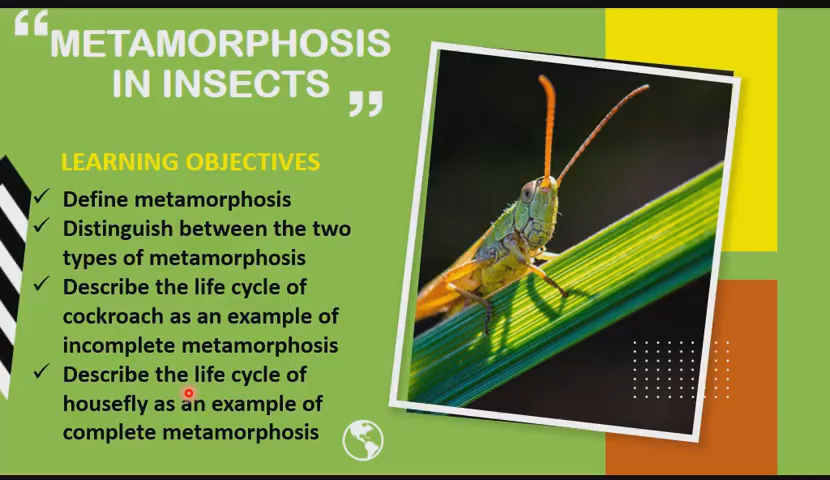 “METAMORPHOSIS
IN INSECTS”
LEARNING OBJECTIVES
✓ Define metamorphosis
✓ Distinguish between the two
types of metamorphosis
✓ Describe the life cycle of
cockroach as an example of
incomplete metamorphosis
✓ Describe the life cycle of
housefly as an example of
complete metamorphosis